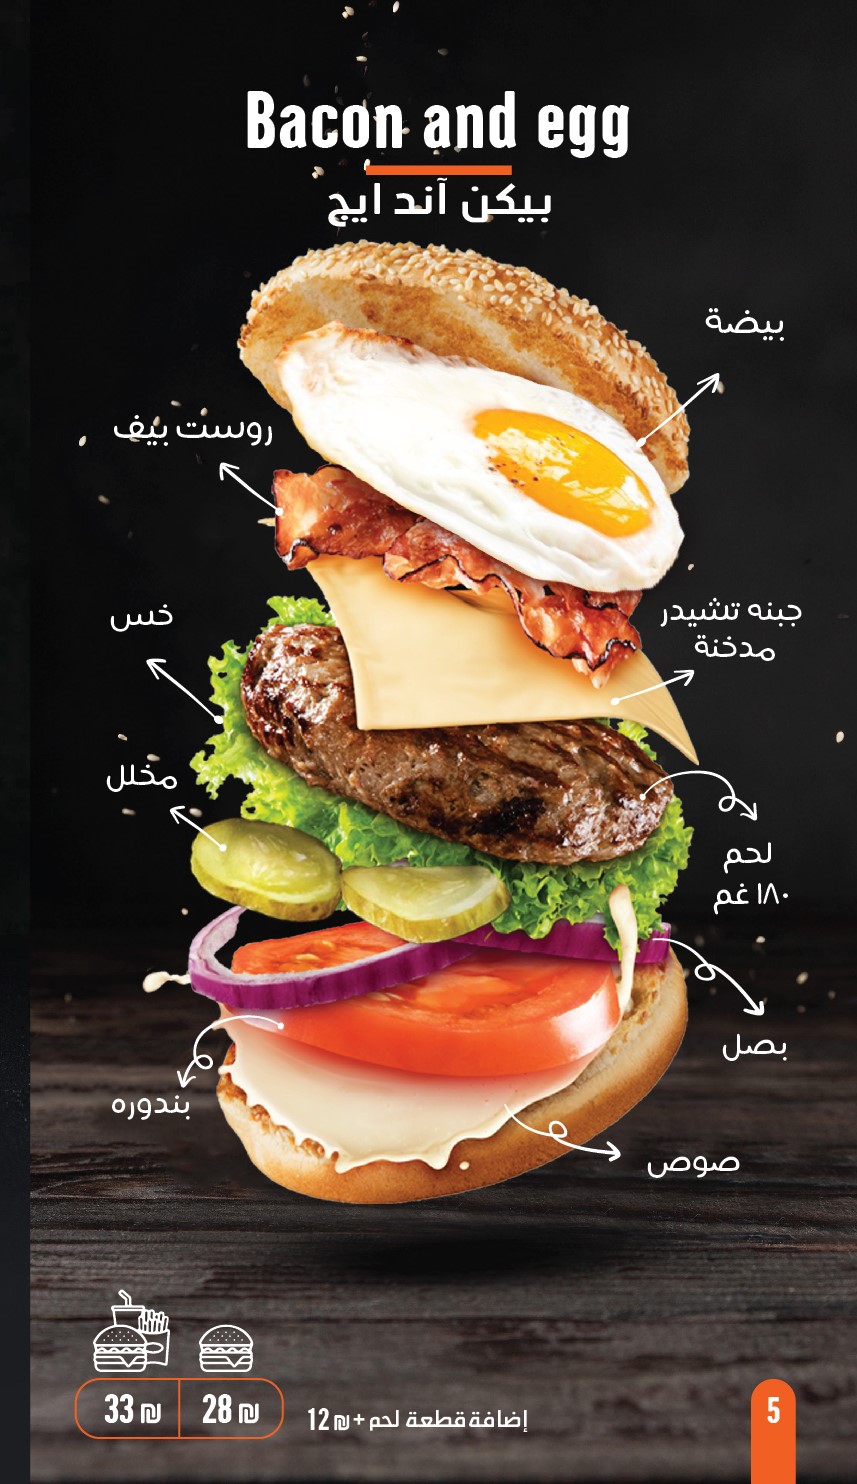 Bacon and egg
بيكن آند ايج
بيضة
روست بيف
جبنه تشيدر
مدخنة
خس
مخلل
لحم
١٨٠ غم
بصل
بندوره
صوص
33 ₪
28 ₪
إضافة قطعة لحم + ₪ 12
5